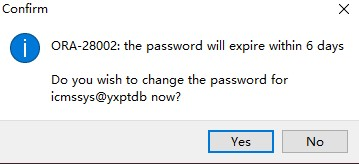 Confirm
ORA-28002: the password will expire within 6 days
Do you wish to change the password for
icmssys@yxptdb now?
Yes
No